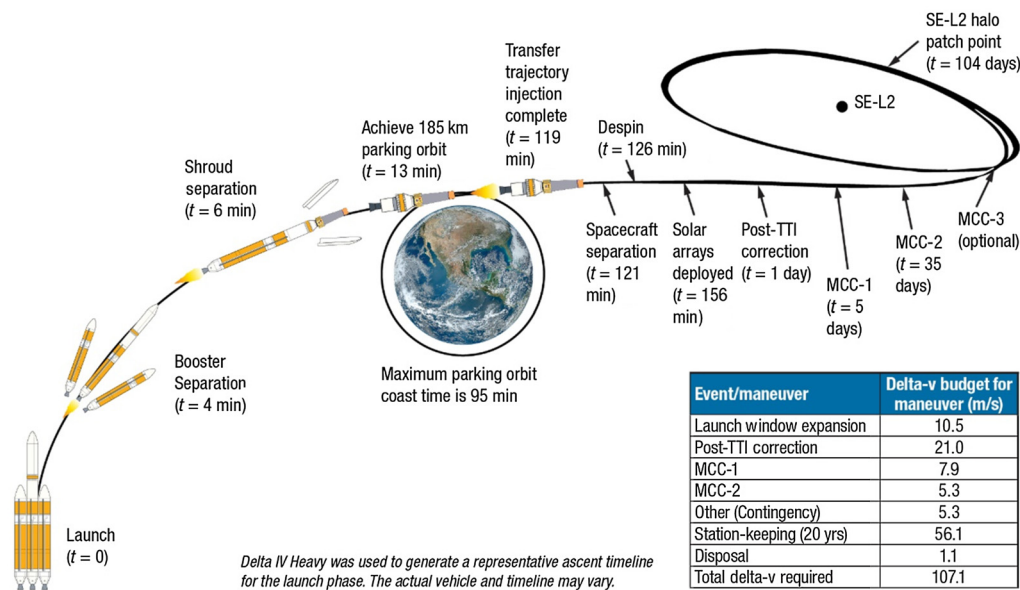 SE-L2 halo
patch point
(t = 104 days)
SE-L2
Transfer
trajectory
injection
complete
(t = 119
min)
Achieve 185 km
parking orbit
(t = 13 min)
Despin
(t = 126 min)
Shroud
separation
(t = 6 min)
Spacecraft
separation
(t = 121
min)
Solar
arrays
deployed
(t = 156
min)
Post-TTI
correction
(t = 1 day)
MCC-1
(t = 5
days)
MCC-2
(t = 35
days)
MCC-3
(optional)
Booster
Separation
(t = 4 min)
Maximum parking orbit
coast time is 95 min
Launch
(t = 0)
Delta IV Heavy was used to generate a representative ascent timeline
for the launch phase. The actual vehicle and timeline may vary.
Event/maneuver Delta-v budget for
maneuver (m/s)
Launch window expansion 10.5
Post-TTI correction 21.0
MCC-1 7.9
MCC-2 5.3
Other (Contingency) 5.3
Station-keeping (20 yrs) 56.1
Disposal 1.1
Total delta-v required 107.1